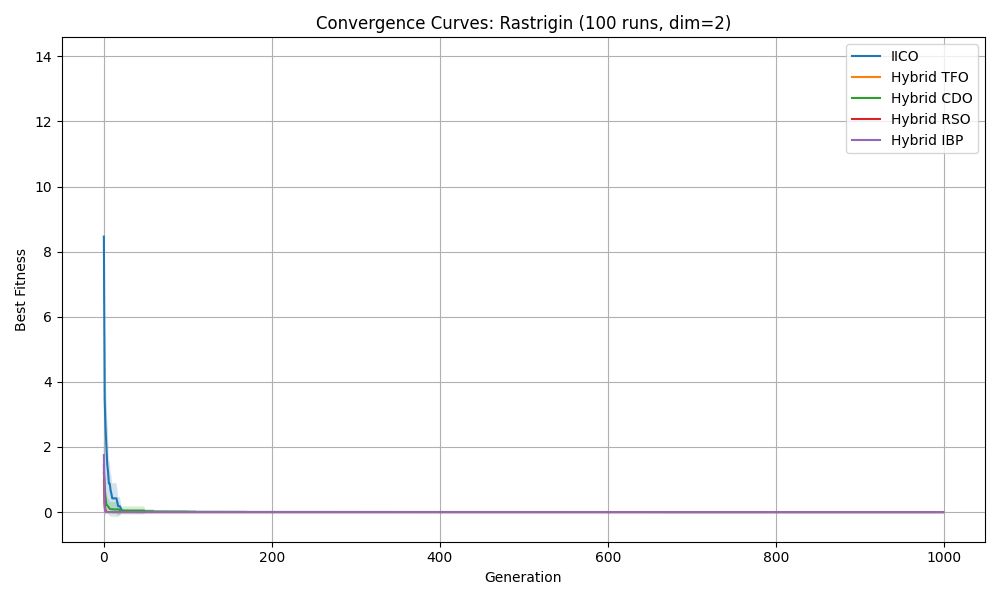 Convergence Curves: Rastrigin (100 runs, dim=2)
IICO
Hybrid TFO
Hybrid CDO
Hybrid RSO
Hybrid IBP
Best Fitness
14
12
10
8
6
4
2
0
0 200 400 600 800 1000
Generation